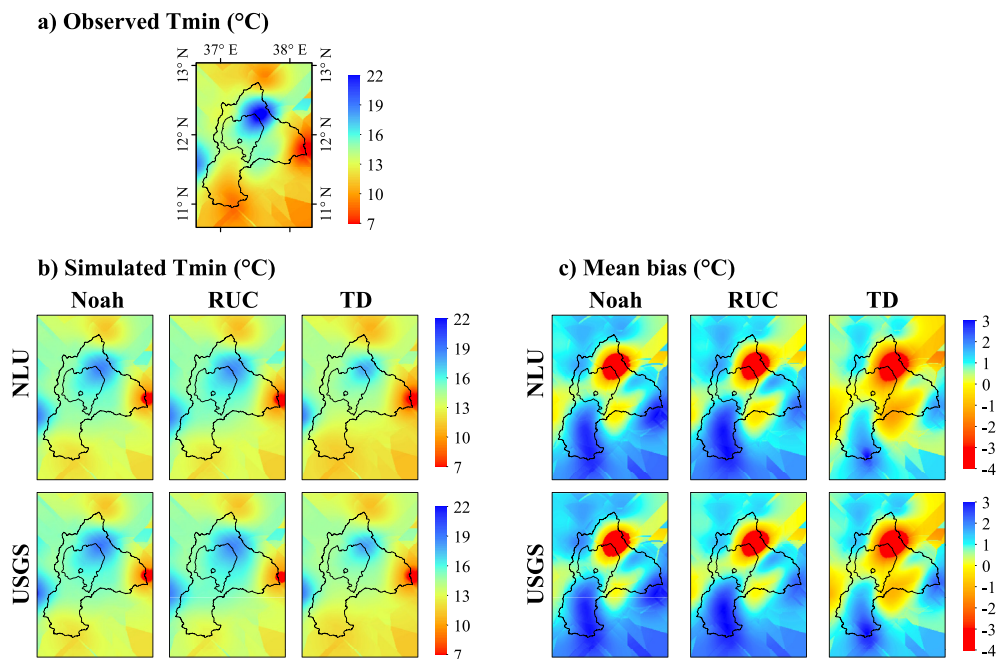 a) Observed Tmin (°C)
37° E 38° E
13° N 13° N
12° N 12° N
11° N 11° N
22
19
16
13
10
7
b) Simulated Tmin (°C)
Noah RUC TD
NLU
22
19
16
13
10
7
USGS
22
19
16
13
10
7
c) Mean bias (°C)
Noah RUC TD
NLU
3
2
1
0
-1
-2
-3
-4
USGS
3
2
1
0
-1
-2
-3
-4